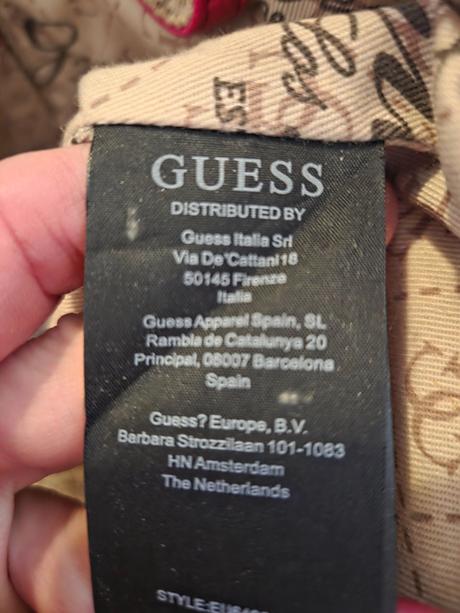 GUESS
DISTRIBUTED BY
Guess Italia Srl
Via De'Cattani18
50145 Firenze
Italia
Guess Apparel Spain, SL
Rambla de Catalunya 20
Principal, 08007 Barcelona
Spain
Guess? Europe, B.V.
Barbara Strozzilaan 101-1083
HN Amsterdam
The Netherlands